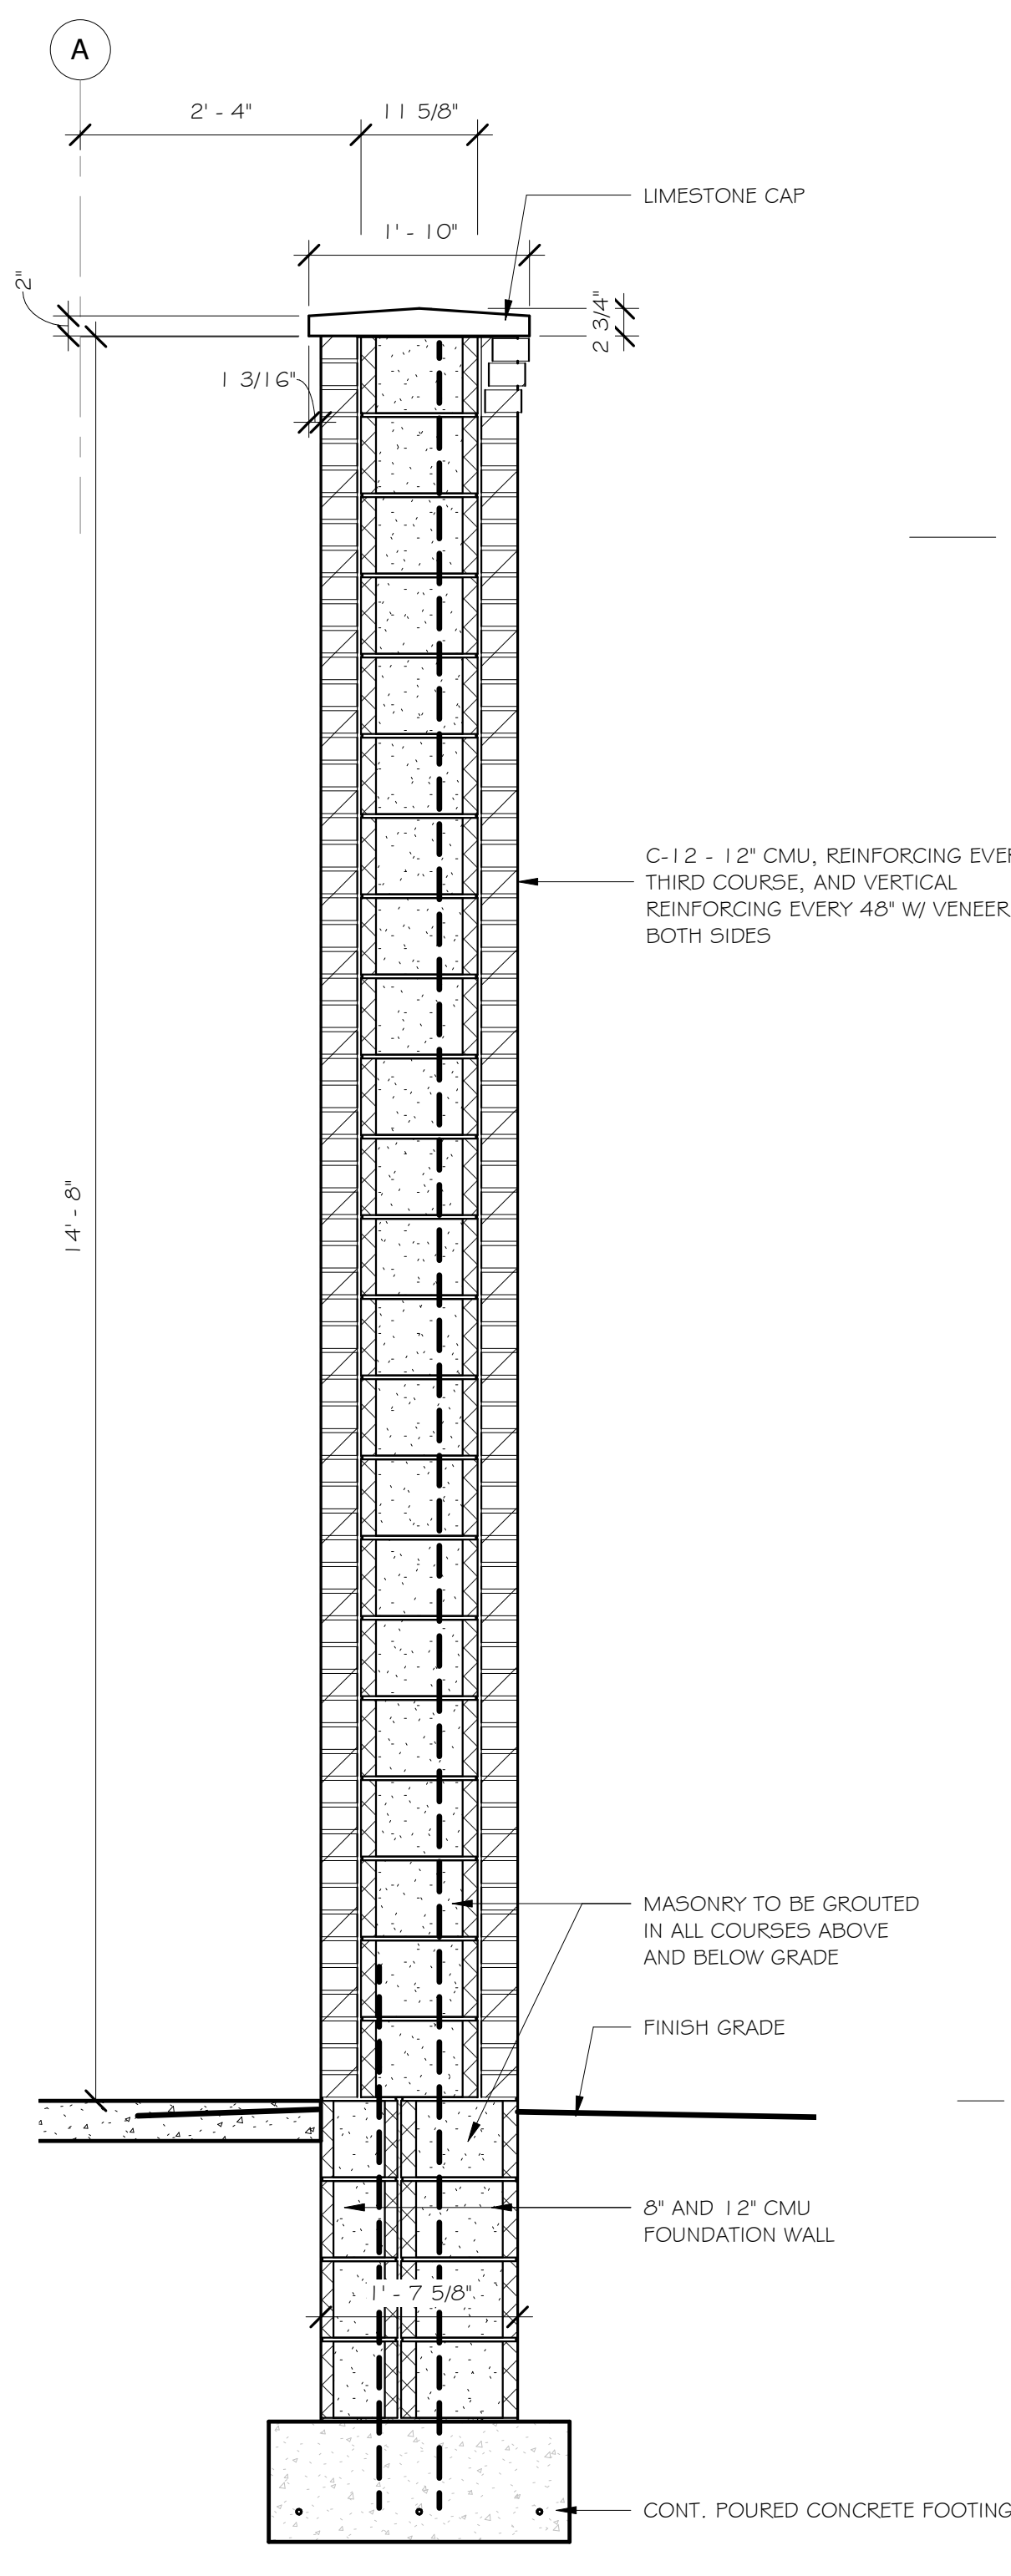 A
2' - 4"
11 5/8"
LIMESTONE CAP
1' - 10"
2"
2 3/4"
1 3/16"
C-12 - 12" CMU, REINFORCING
THIRD COURSE, AND VERTICAL
REINFORCING EVERY 48" W/ VENEER
BOTH SIDES
14' - 8"
MASONRY TO BE GROUTED
IN ALL COURSES ABOVE
AND BELOW GRADE
FINISH GRADE
8" AND 12" CMU
FOUNDATION WALL
1' - 7 5/8"
CONT. POURED CONCRETE FOOTING